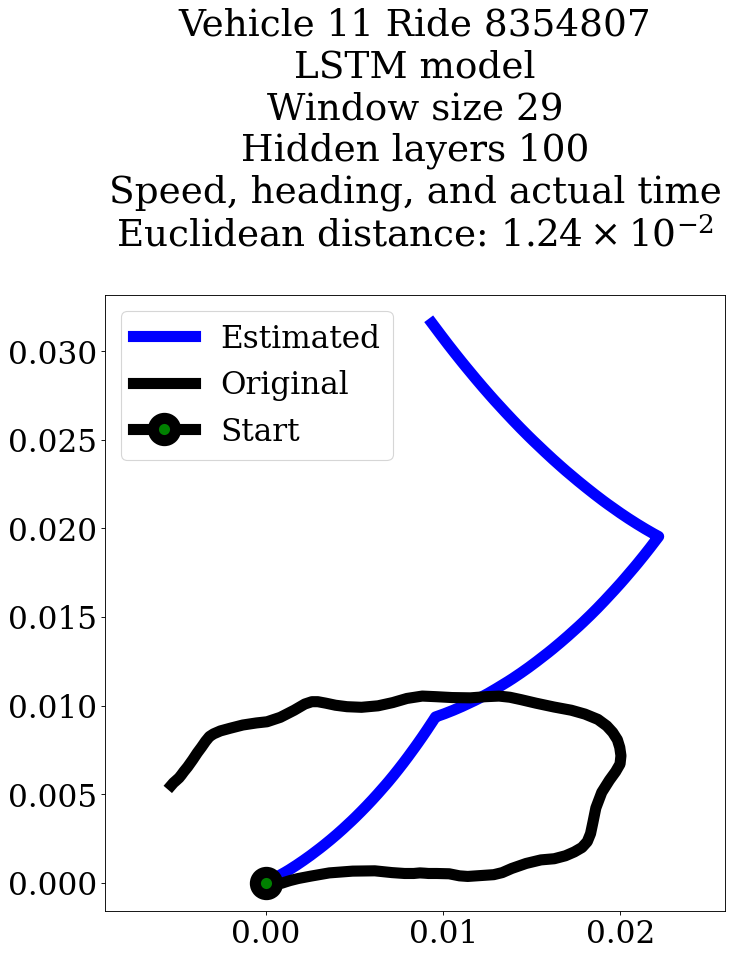 Vehicle 11 Ride 8354807
LSTM model
Window size 29
Hidden layers 100
Speed, heading, and actual time
Euclidean distance: 1.24 × 10⁻²
Estimated
Original
Start
0.030
0.025
0.020
0.015
0.010
0.005
0.000
0.00 0.01 0.02